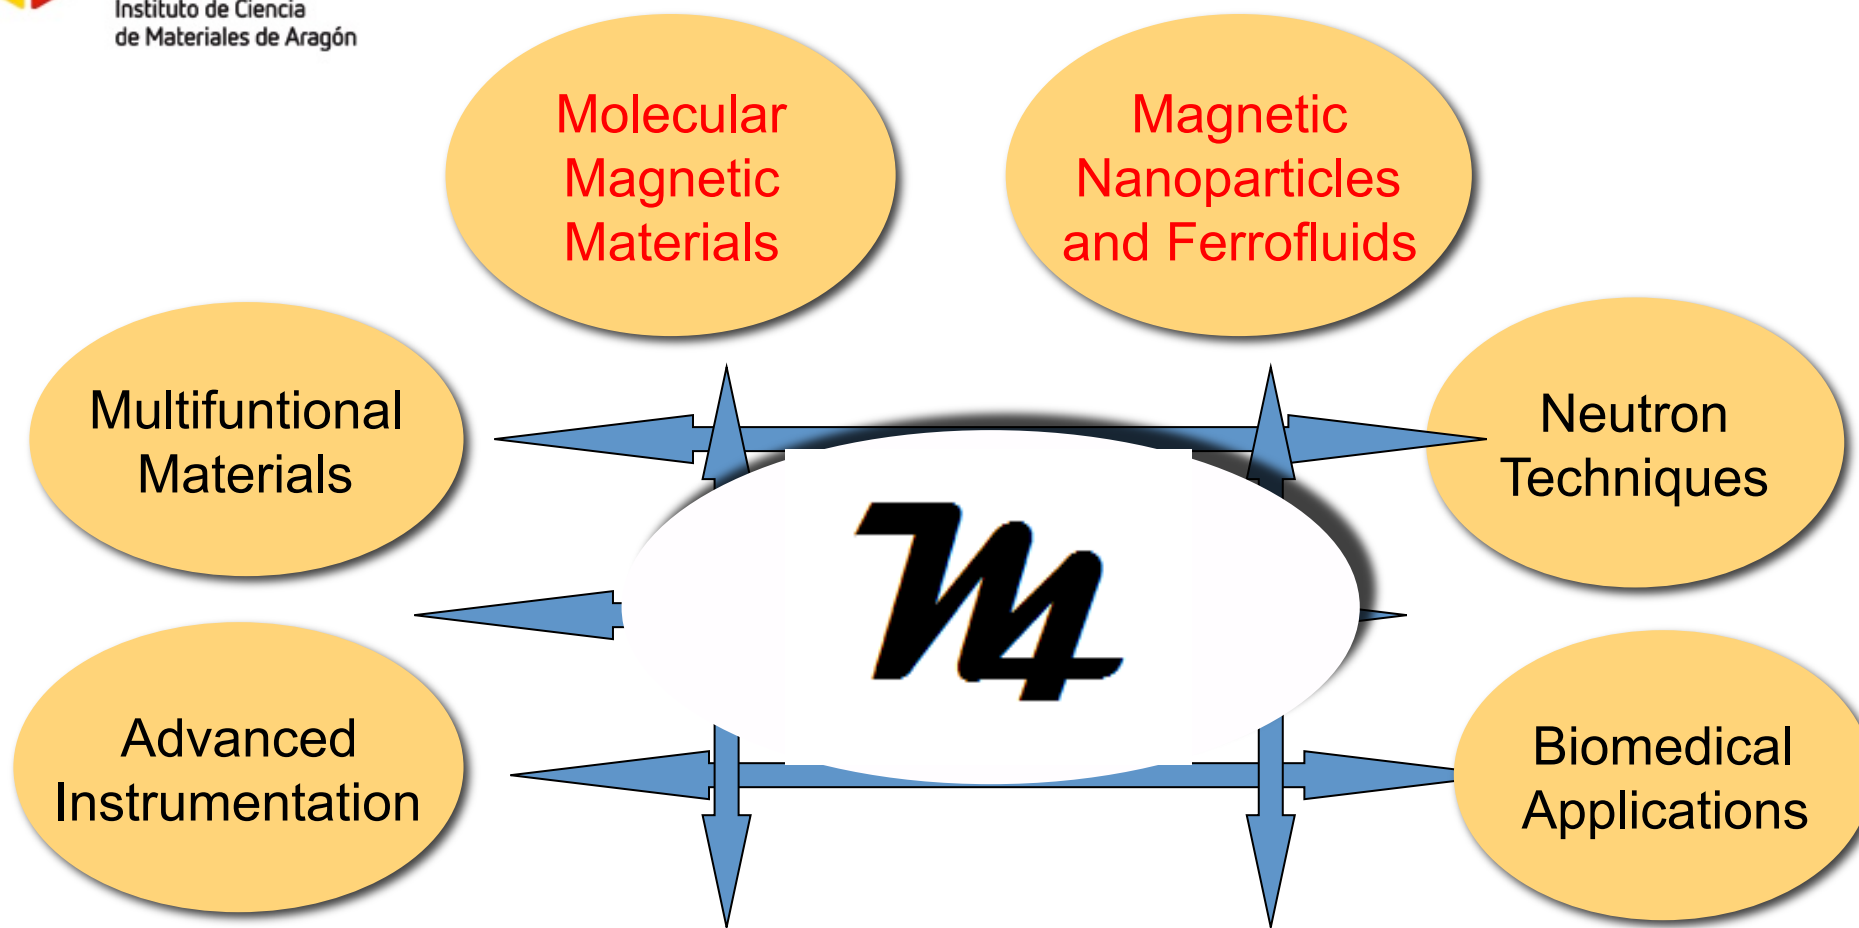 Instituto de Ciencia
de Materiales de Aragón
Molecular
Magnetic
Materials
Magnetic
Nanoparticles
and Ferrofluids
Multifuntional
Materials
Neutron
Techniques
M4
Advanced
Instrumentation
Biomedical
Applications